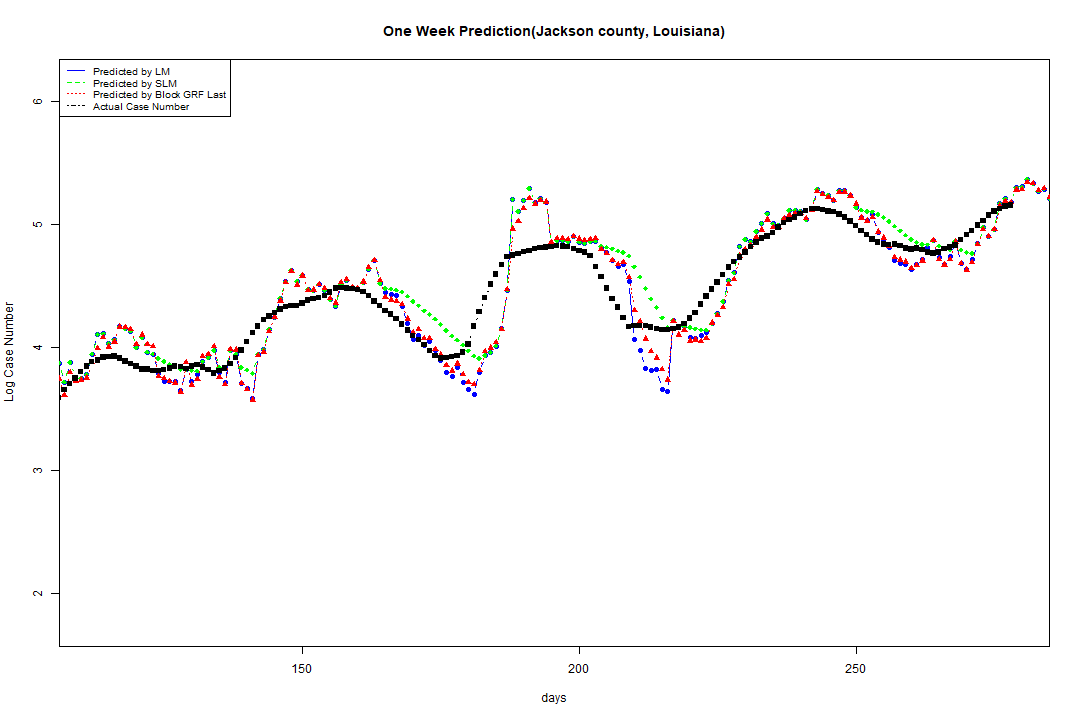 One Week Prediction(Jackson county, Louisiana)
Predicted by LM
Predicted by SLM
Predicted by Block GRF Last
Actual Case Number
6
5
4
3
2
Log Case Number
150
200
250
days